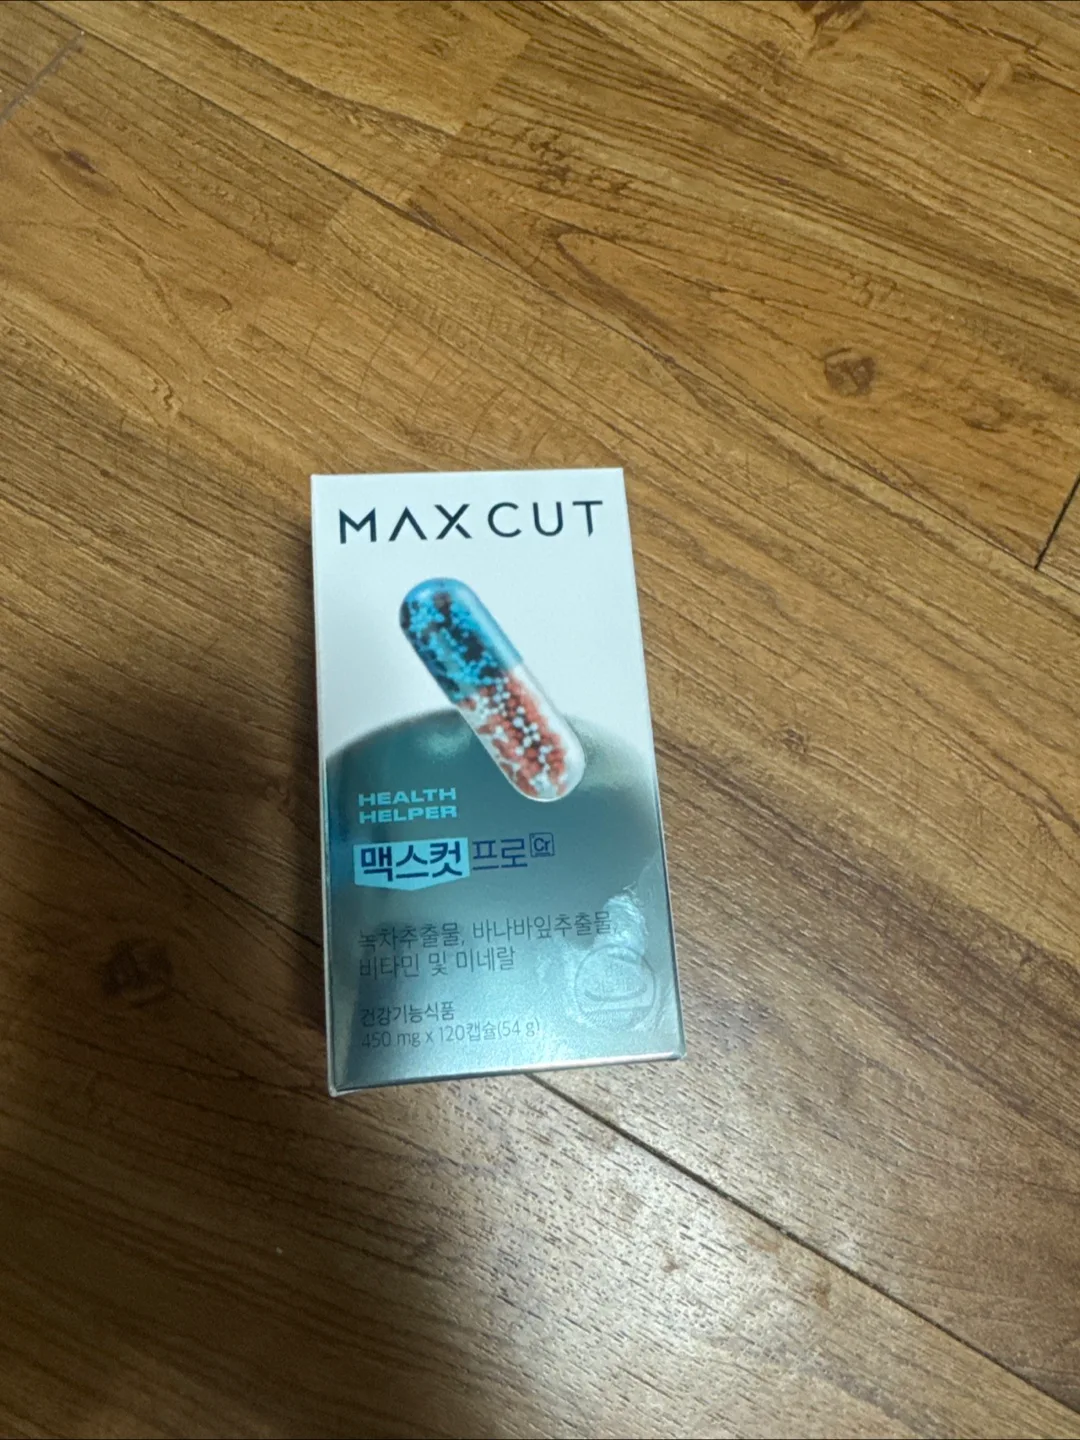 MAXCUT
HEALTH
HELPER
맥스컷 프로 Cr
녹차추출물, 바나바잎추출물,
비타민 및 미네랄
건강기능식품
450 mg x 120캡슐(54 g)